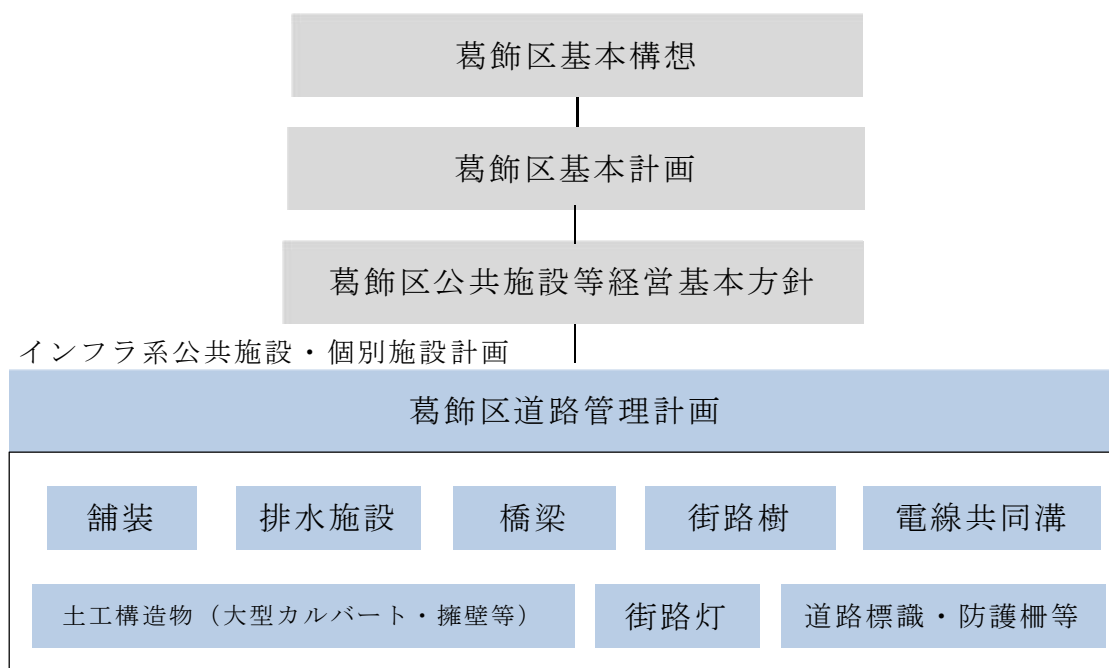 葛飾区基本構想
葛飾区基本計画
葛飾区公共施設等経営基本方針
インフラ系公共施設・個別施設計画
葛飾区道路管理計画
舗装
排水施設
橋梁
街路樹
電線共同溝
土工構造物（大型カルバート・擁壁等）
街路灯
道路標識・防護柵等